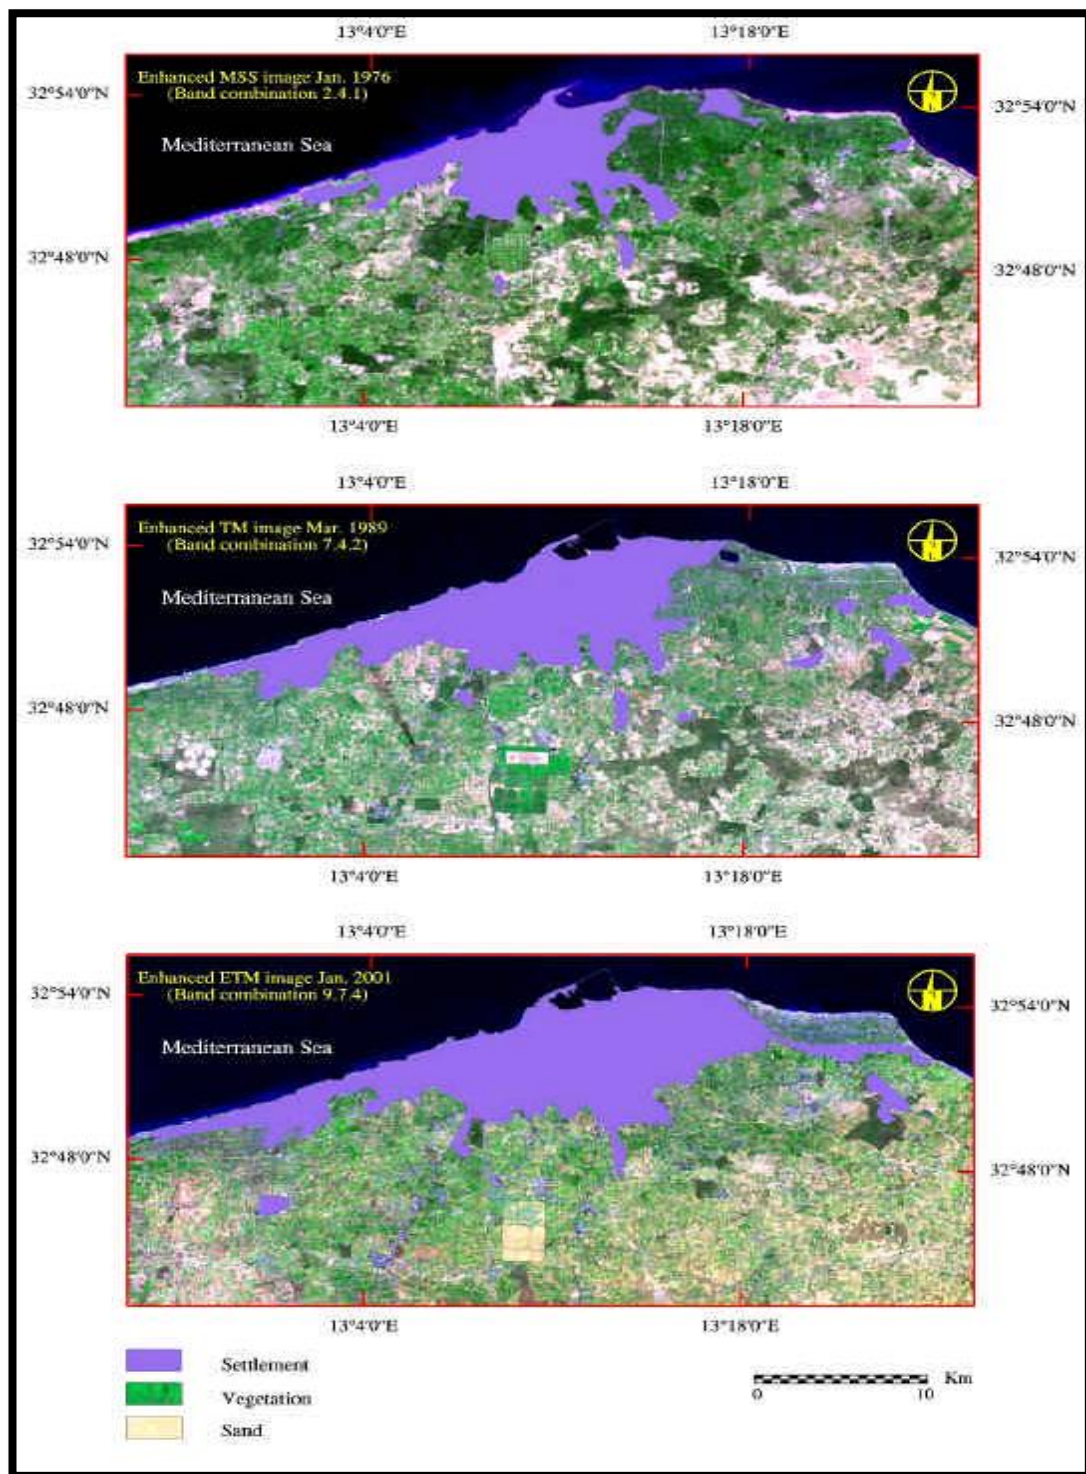 13°4'0"E 13°18'0"E
Enhanced MSS image Jan. 1976
(Band combination 2.4.1)
32°54'0"N 32°54'0"N
N
Mediterranean Sea
32°48'0"N 32°48'0"N
13°4'0"E 13°18'0"E
13°4'0"E 13°18'0"E
Enhanced TM image Mar. 1989
(Band combination 7.4.2)
32°54'0"N 32°54'0"N
N
Mediterranean Sea
32°48'0"N 32°48'0"N
13°4'0"E 13°18'0"E
13°4'0"E 13°18'0"E
Enhanced ETM image Jan. 2001
(Band combination 9.7.4)
32°54'0"N 32°54'0"N
N
Mediterranean Sea
32°48'0"N 32°48'0"N
13°4'0"E 13°18'0"E
Settlement
Vegetation
Sand
Km
0 10